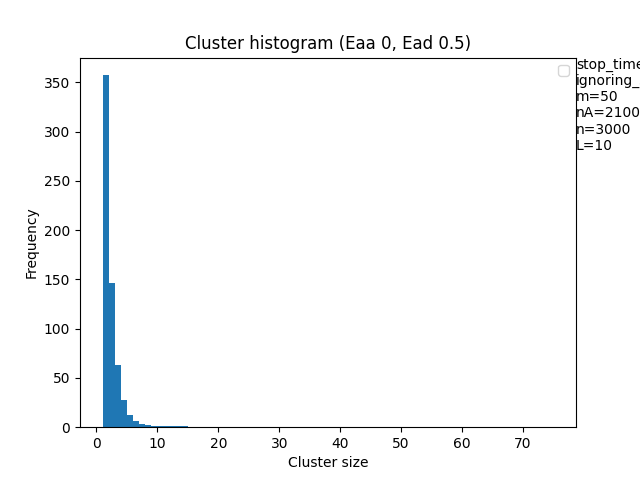 Cluster histogram (Eaa 0, Ead 0.5)
stop_time
ignoring_
m=50
nA=2100
n=3000
L=10
350
300
250
200
150
100
50
0
Frequency
0 10 20 30 40 50 60 70
Cluster size